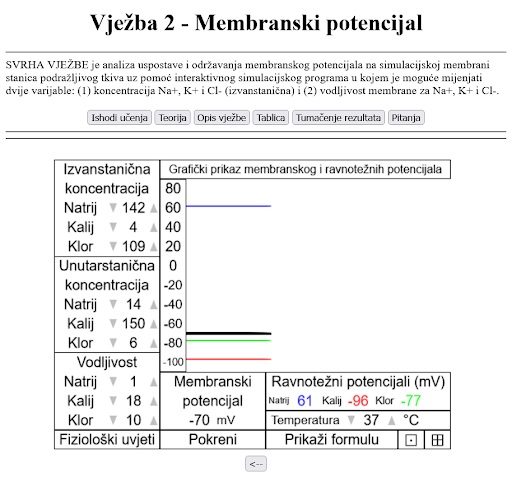 Vježba 2 - Membranski potencijal
SVRHA VJEŽBE je analiza uspostave i održavanja membranskog potencijala na simulacijskoj membrani
stanica podražljivog tkiva uz pomoć interaktivnog simulacijskog programa u kojem je moguće mijenjati
dvije varijable: (1) koncentracija Na+, K+ i Cl- (izvanstanična) i (2) vodljivost membrane za Na+, K+ i Cl-.
Ishodi učenja Teorija Opis vježbe Tablica Tumačenje rezultata Pitanja
Izvanstanična
koncentracija
Natrij ▼ 142 ▲
Kalij ▼ 4 ▲
Klor ▼ 109 ▲
Unutarstanična
koncentracija
Natrij ▼ 14 ▲
Kalij ▼ 150 ▲
Klor ▼ 6 ▲
Vodljivost
Natrij ▼ 1 ▲
Kalij ▼ 18 ▲
Klor ▼ 10 ▲
Fiziološki uvjeti
Grafički prikaz membranskog i ravnotežnih potencijala
80
60
40
20
0
-20
-40
-60
-80
-100
Membranski
potencijal
-70 mV
Pokreni
Ravnotežni potencijali (mV)
Natrij 61 Kalij -96 Klor -77
Temperatura ▼ 37 ▲ °C
Prikaži formulu
<--